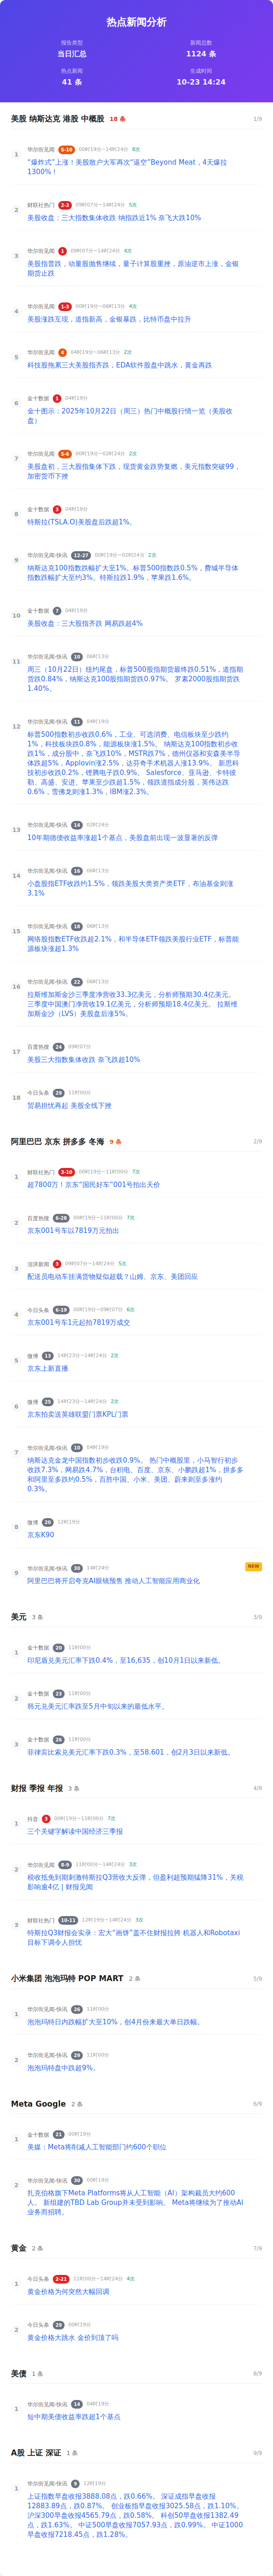 热点新闻分析
报告类型
新闻总数
当日汇总
1124 条
热点新闻
生成时间
41 条
10-23 14:24
美股 纳斯达克 港股 中概股 18 条 1/9
1
华尔街见闻 5-10 00时19分~14时24分 8次
“爆炸式”上涨！美股散户大军再次“逼空”Beyond Meat，4天爆拉
1300%！
2
财联社热门 2-3 09时07分~14时24分 5次
美股收盘：三大指数集体收跌 纳指跌近1% 奈飞大跌10%
3
华尔街见闻 1 09时07分~14时24分 4次
美股指普跌，动量股抛售继续，量子计算股重挫，原油逆市上涨，金银
期货止跌
4
华尔街见闻 1-3 00时19分~06时13分 4次
美股涨跌互现，道指新高，金银暴跌，比特币盘中拉升
5
华尔街见闻 4 04时19分~06时13分 2次
科技股拖累三大美股指齐跌，EDA软件股盘中跳水，黄金再跌
6
金十数据 1 04时19分
金十图示：2025年10月22日（周三）热门中概股行情一览（美股收
盘）
7
华尔街见闻 5-6 00时19分~02时24分 2次
美股盘初，三大股指集体下跌，现货黄金跌势复燃，美元指数突破99，
加密货币下挫
8
金十数据 3 04时19分
特斯拉(TSLA.O)美股盘后跌超1%。
9
华尔街见闻-快讯 12-27 00时19分~02时24分 2次
纳斯达克100指数跌幅扩大至1%，标普500指数跌0.5%，费城半导体
指数跌幅扩大至约3%。特斯拉跌1.9%，苹果跌1.6%。
10
金十数据 7 04时19分
美股收盘：三大股指齐跌 网易跌超4%
11
华尔街见闻-快讯 10 06时13分
周三（10月22日）纽约尾盘，标普500股指期货最终跌0.51%，道指期
货跌0.84%，纳斯达克100股指期货跌0.97%。 罗素2000股指期货跌
1.40%。
12
华尔街见闻-快讯 11 04时19分
标普500指数初步收跌0.6%，工业、可选消费、电信板块至少跌约
1%，科技板块跌0.8%，能源板块涨1.5%。 纳斯达克100指数初步收
跌1%，成分股中，奈飞跌10%，MSTR跌7%，德州仪器和安森美半导
体跌超5%，Applovin涨2.5%，达芬奇手术机器人涨13.9%。 新思科
技初步收跌0.2%，铿腾电子跌0.9%。 Salesforce、亚马逊、卡特彼
勒、高盛、安进、苹果至少跌超1.5%，领跌道指成分股，英伟达跌
0.6%，雪佛龙则涨1.3%，IBM涨2.3%。
13
华尔街见闻-快讯 14 02时24分
10年期德债收益率涨超1个基点，美股盘前出现一波显著的反弹
14
华尔街见闻-快讯 16 06时13分
小盘股指ETF收跌约1.5%，领跌美股大类资产类ETF，布油基金则涨
3.1%
15
华尔街见闻-快讯 18 06时13分
网络股指数ETF收跌超2.1%，和半导体ETF领跌美股行业ETF，标普能
源板块涨超1.3%
16
华尔街见闻-快讯 22 06时13分
拉斯维加斯金沙三季度净营收33.3亿美元，分析师预期30.4亿美元。
三季度中国澳门净营收19.1亿美元，分析师预期18.4亿美元。 拉斯维
加斯金沙（LVS）美股盘后涨5%。
17
百度热搜 24 09时07分
美股三大指数集体收跌 奈飞跌超10%
18
今日头条 28 11时00分
贸易担忧再起 美股全线下挫
阿里巴巴 京东 拼多多 冬海 9 条 2/9
1
财联社热门 3-10 00时19分~11时00分 7次
超7800万！京东“国民好车”001号拍出天价
2
百度热搜 6-28 00时19分~11时00分 7次
京东001号车以7819万元拍出
3
澎湃新闻 3 09时07分~14时24分 5次
配送员电动车挂满货物疑似超载？山姆、京东、美团回应
4
今日头条 6-19 00时19分~09时07分 6次
京东001号车1元起拍7819万成交
5
微博 13 14时23分~14时24分 2次
京东上新直播
6
微博 25 14时23分~14时24分 2次
京东拍卖送英雄联盟门票KPL门票
7
华尔街见闻-快讯 10 04时19分
纳斯达克金龙中国指数初步收跌0.9%。 热门中概股里，小马智行初步
收跌7.3%，网易跌4.7%，台积电、百度、京东、小鹏跌超1%，拼多多
和阿里至多跌约0.5%，百胜中国、小米、美团、蔚来则至多涨约
0.3%。
8
微博 20 12时19分
京东K90
9
华尔街见闻-快讯 30 14时24分 NEW
阿里巴巴将开启夸克AI眼镜预售 推动人工智能应用商业化
美元 3 条 3/9
1
金十数据 20 11时00分
印尼盾兑美元汇率下跌0.4%，至16,635，创10月1日以来新低。
2
金十数据 23 11时00分
韩元兑美元汇率跌至5月中旬以来的最低水平。
3
金十数据 26 11时00分
菲律宾比索兑美元汇率下跌0.3%，至58.601，创2月3日以来新低。
财报 季报 年报 3 条 4/9
1
抖音 3 00时19分~11时00分 7次
三个关键字解读中国经济三季报
2
华尔街见闻 8-9 11时00分~14时24分 3次
税收抵免到期刺激特斯拉Q3营收大反弹，但盈利超预期猛降31%，关税
影响逾4亿 | 财报见闻
3
财联社热门 10-11 12时19分~14时24分 3次
特斯拉Q3财报会实录：宏大“画饼”盖不住财报拉垮 机器人和Robotaxi
目标下调令人担忧
小米集团 泡泡玛特 POP MART 2 条 5/9
1
华尔街见闻-快讯 26 11时00分
泡泡玛特日内跌幅扩大至10%，创4月份来最大单日跌幅。
2
华尔街见闻-快讯 29 11时00分
泡泡玛特盘中跌超9%。
Meta Google 2 条 6/9
1
金十数据 21 00时19分
美媒：Meta将削减人工智能部门约600个职位
2
华尔街见闻-快讯 30 00时19分
扎克伯格旗下Meta Platforms将从人工智能（AI）架构裁员大约600
人。 新组建的TBD Lab Group并未受到影响。 Meta将继续为了推动AI
业务而招聘。
黄金 2 条 7/9
1
今日头条 2-21 11时00分~14时24分 4次
黄金价格为何突然大幅回调
2
今日头条 28 00时19分
黄金价格大跳水 金价到顶了吗
美债 1 条 8/9
1
华尔街见闻-快讯 14 04时19分
短中期美债收益率跌超1个基点
A股 上证 深证 1 条 9/9
1
华尔街见闻-快讯 9 12时19分
上证指数早盘收报3888.08点，跌0.66%。 深证成指早盘收报
12883.89点，跌0.87%。 创业板指早盘收报3025.58点，跌1.10%。
沪深300早盘收报4565.79点，跌0.58%。 科创50早盘收报1382.49
点，跌1.63%。 中证500早盘收报7057.93点，跌0.99%。 中证1000
早盘收报7218.45点，跌1.28%。